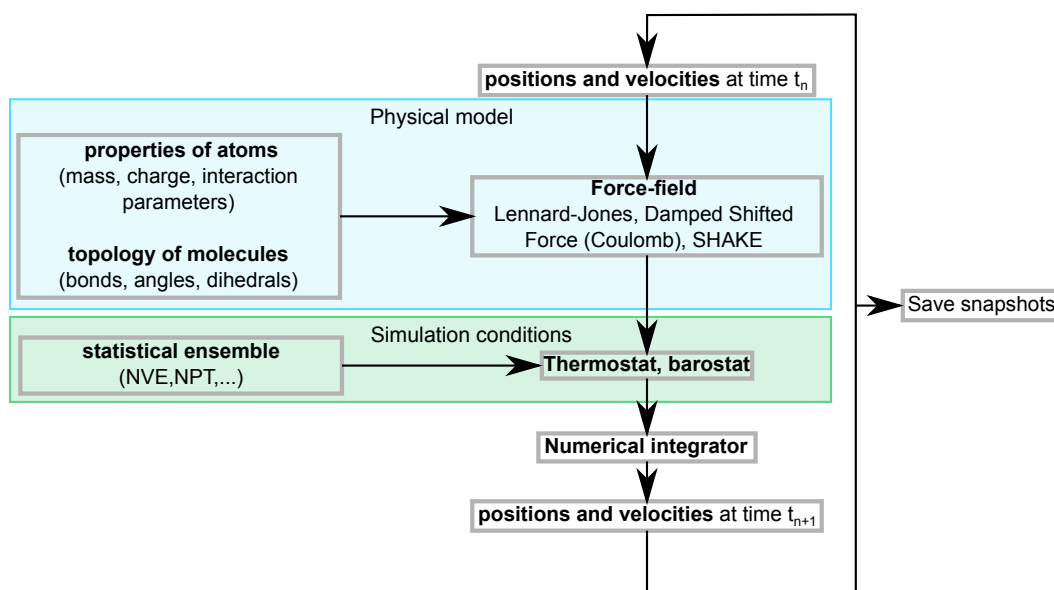 positions and velocities at time tn
Physical model
properties of atoms
(mass, charge, interaction
parameters)
topology of molecules
(bonds, angles, dihedrals)
Force-field
Lennard-Jones, Damped Shifted
Force (Coulomb), SHAKE
Save snapshots
Simulation conditions
statistical ensemble
(NVE,NPT,...)
Thermostat, barostat
Numerical integrator
positions and velocities at time tn+1